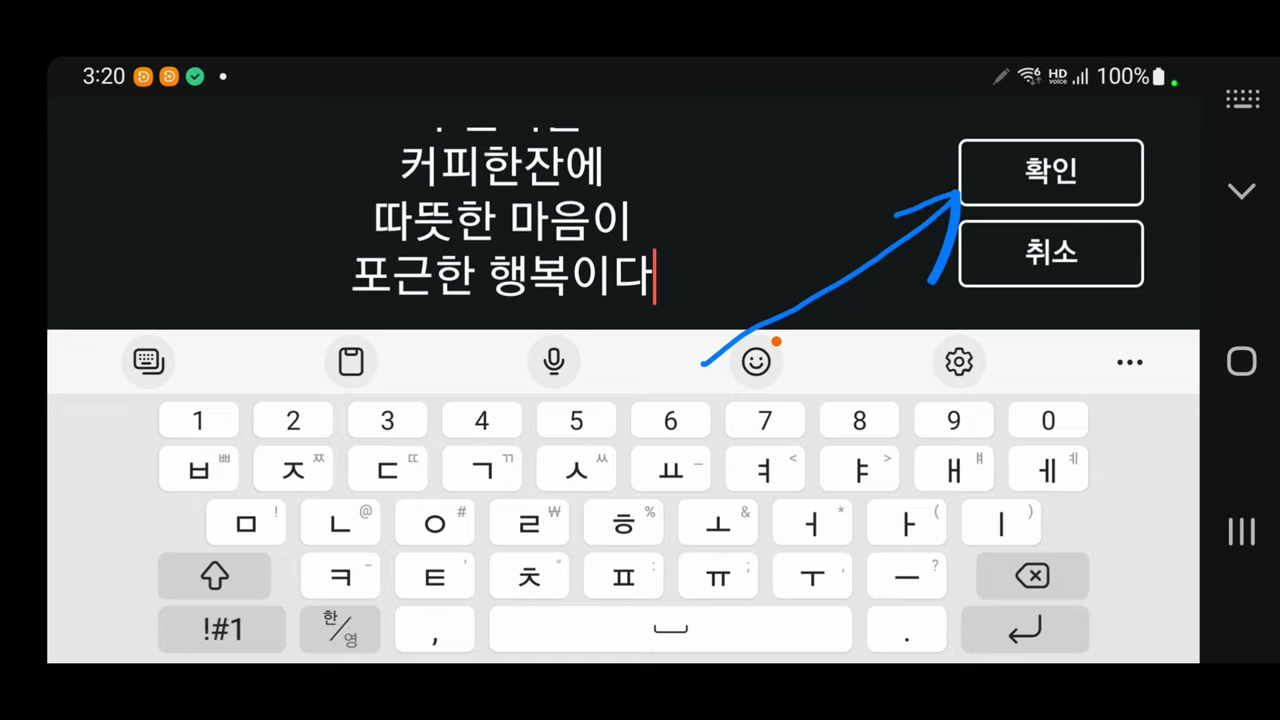 3:20
HD voice
100%
커피한잔에
따뜻한 마음이
포근한 행복이다
확인
취소
1 2 3 4 5 6 7 8 9 0
ㅂ ㅃ ㅈ ㅉ ㄷ ㄸ ㄱ ㄲ ㅅ ㅆ ㅛ _ ㅕ < ㅑ > ㅐ ㅒ ㅔ ㅖ
ㅁ ! ㄴ @ ㅇ # ㄹ ₩ ㅎ % ㅗ & ㅓ * ㅏ ( ㅣ )
ㅋ - ㅌ ' ㅊ " ㅍ : ㅠ ; ㅜ , ㅡ ?
!#1 한/영 , .